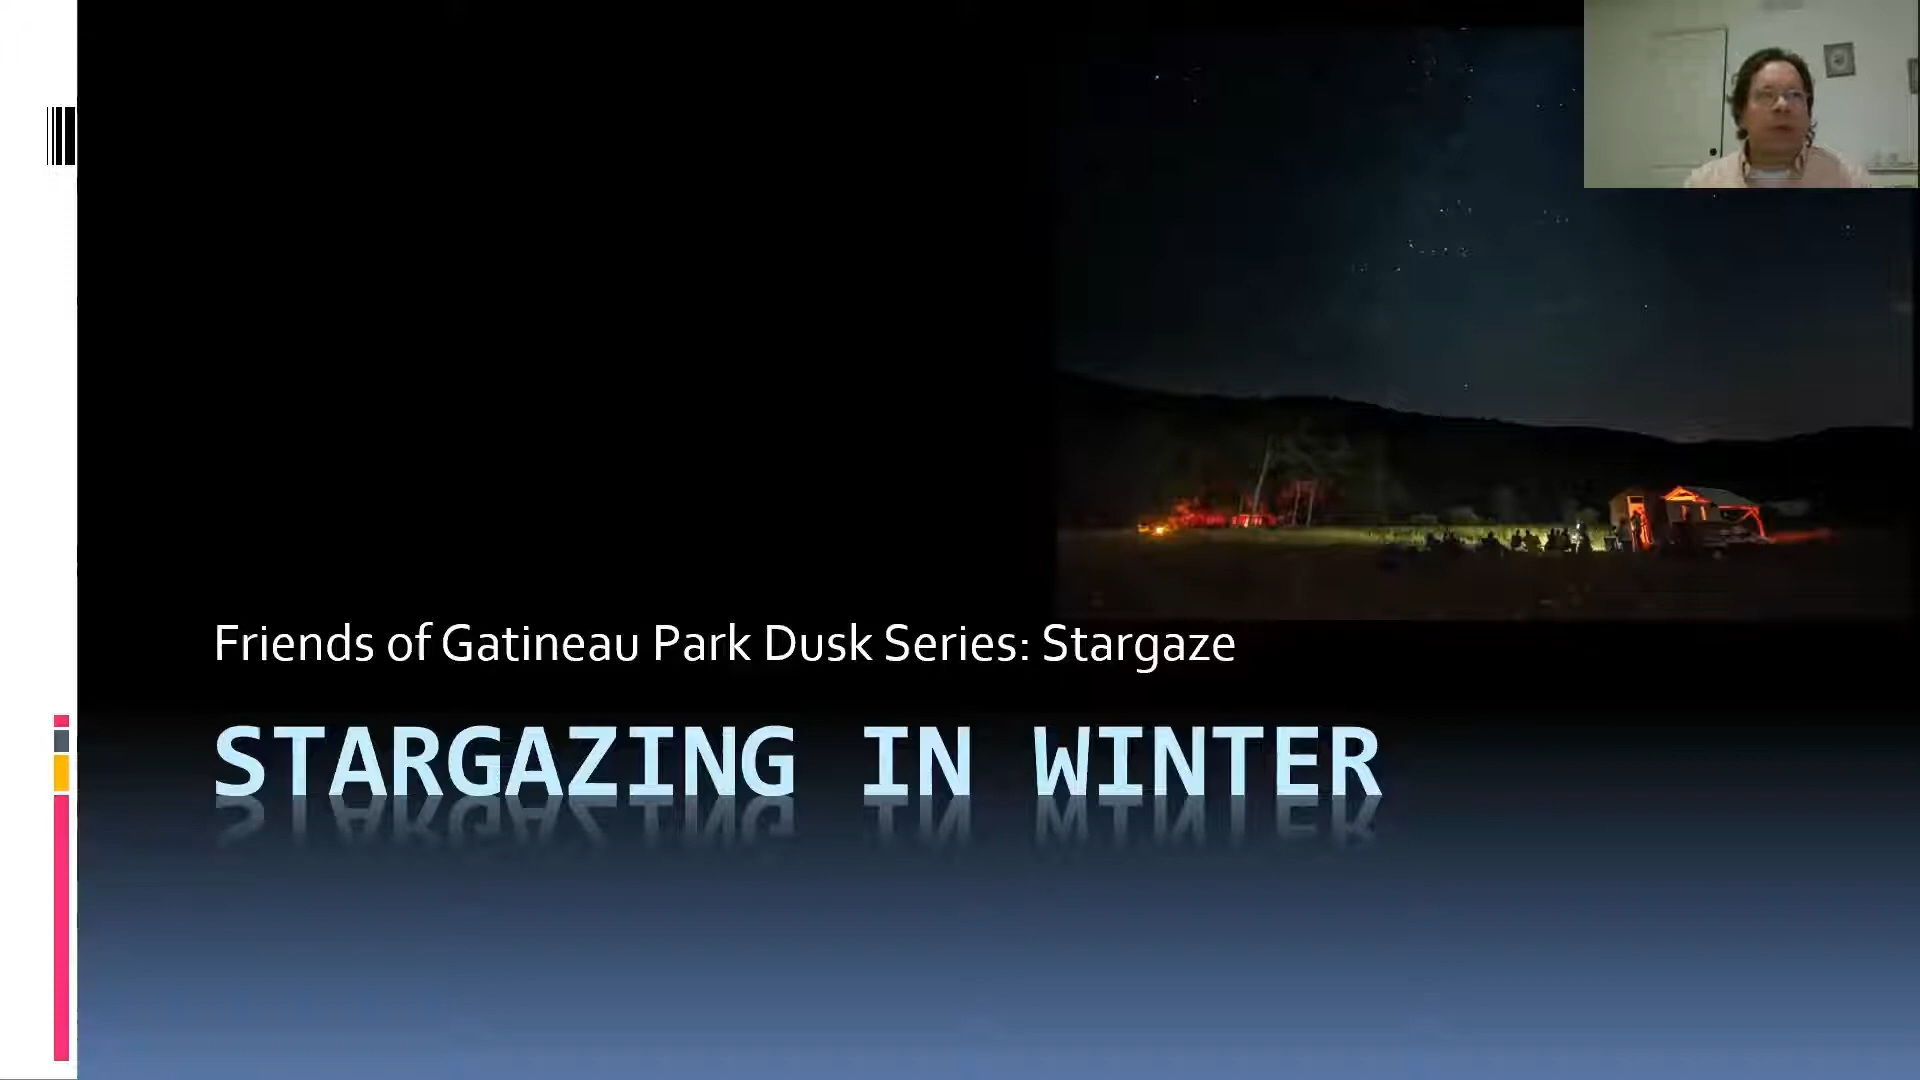 Friends of Gatineau Park Dusk Series: Stargaze
STARGAZING IN WINTER